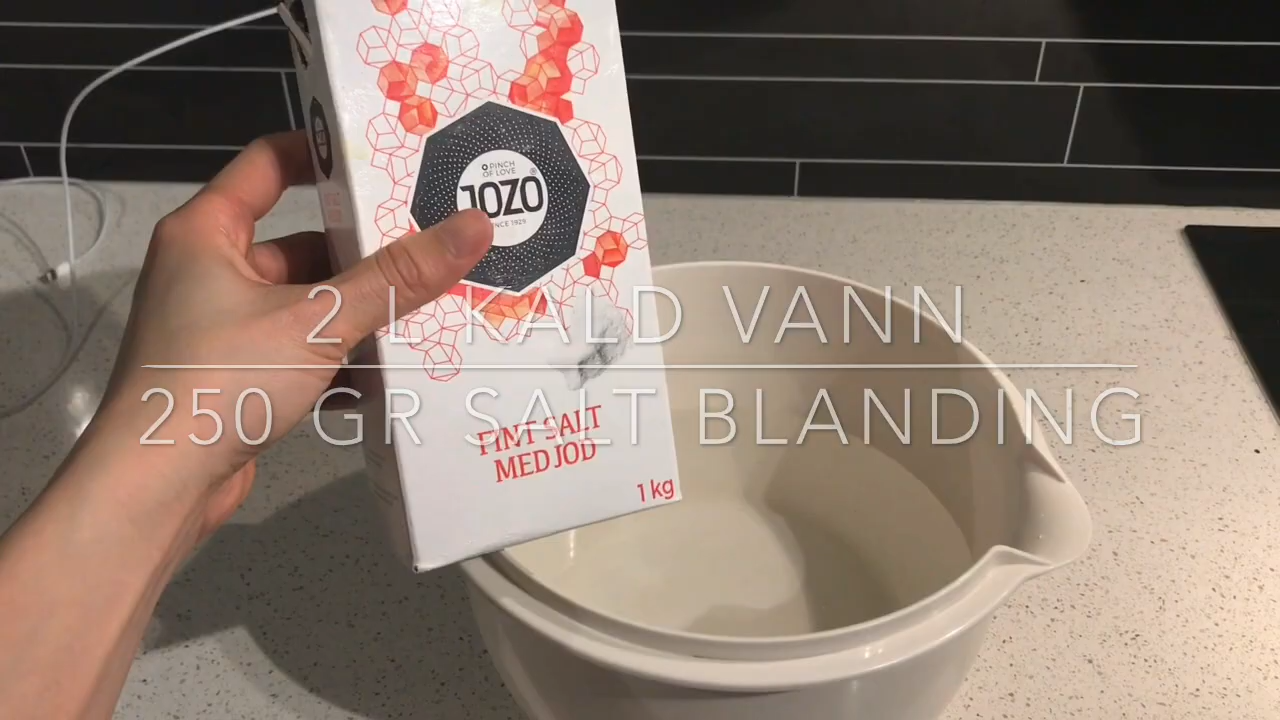 PINCH
OF LOVE
JOZO®
SINCE 1929
2 L KALD VANN
250 GR SALT BLANDING
FINT SALT
MED JOD
1 kg